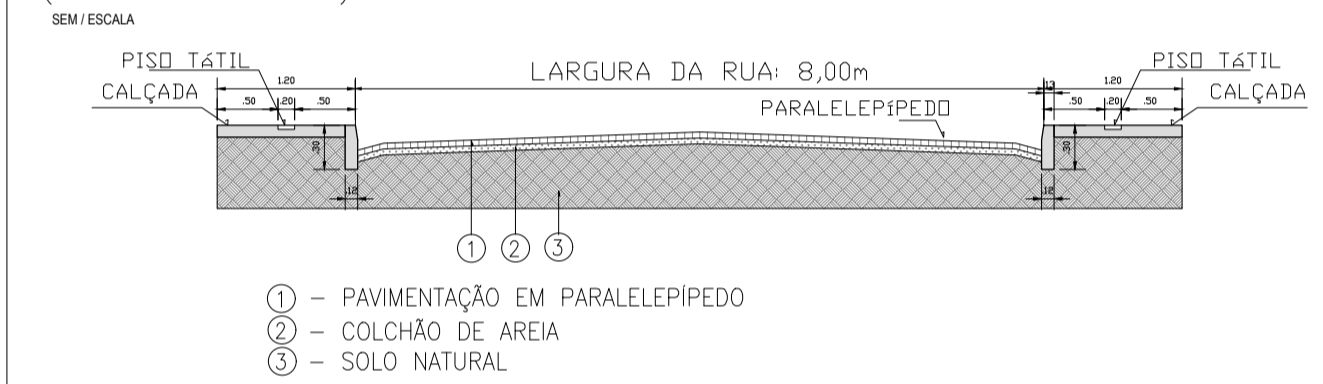 SEM / ESCALA
PISO TáTIL
1.20
LARGURA DA RUA: 8,00m
.13
1.20
PISO TáTIL
CALÇADA
.50
.20
.50
PARALELEPíPEDO
.50
.20
.50
CALÇADA
.30
.30
.12
.12
1
2
3
1 – PAVIMENTAÇÃO EM PARALELEPÍPEDO
2 – COLCHÃO DE AREIA
3 – SOLO NATURAL